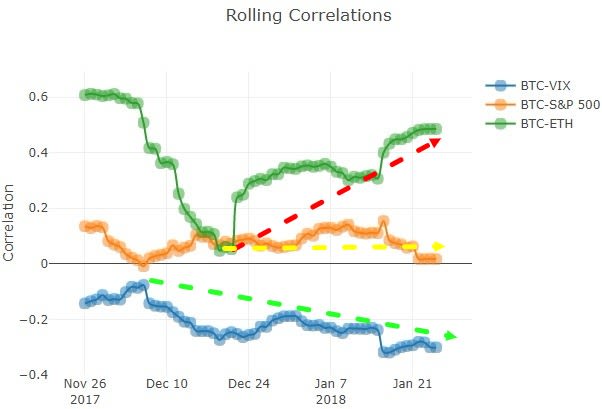 Rolling Correlations
BTC-VIX
BTC-S&P 500
BTC-ETH
Correlation
0.6
0.4
0.2
0
−0.2
−0.4
Nov 26
2017
Dec 10
Dec 24
Jan 7
2018
Jan 21